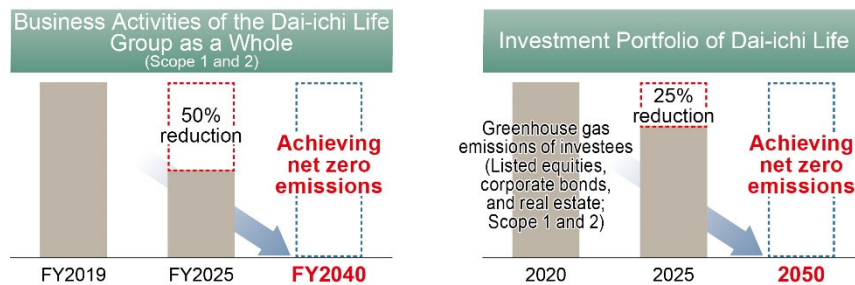 Business Activities of the Dai-ichi Life
Group as a Whole
(Scope 1 and 2)
50%
reduction
Achieving
net zero
emissions
FY2019
FY2025
FY2040
Investment Portfolio of Dai-ichi Life
Greenhouse gas
emissions of investees
(Listed equities,
corporate bonds,
and real estate;
Scope 1 and 2)
25%
reduction
Achieving
net zero
emissions
2020
2025
2050